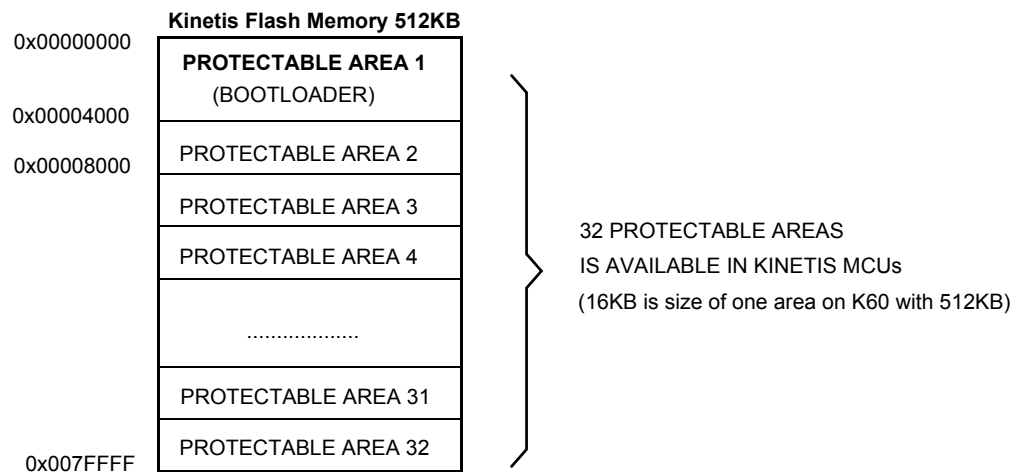 Kinetis Flash Memory 512KB
0x00000000
PROTECTABLE AREA 1
(BOOTLOADER)
0x00004000
PROTECTABLE AREA 2
0x00008000
PROTECTABLE AREA 3
PROTECTABLE AREA 4
...................
PROTECTABLE AREA 31
PROTECTABLE AREA 32
0x007FFFF
32 PROTECTABLE AREAS
IS AVAILABLE IN KINETIS MCUs
(16KB is size of one area on K60 with 512KB)